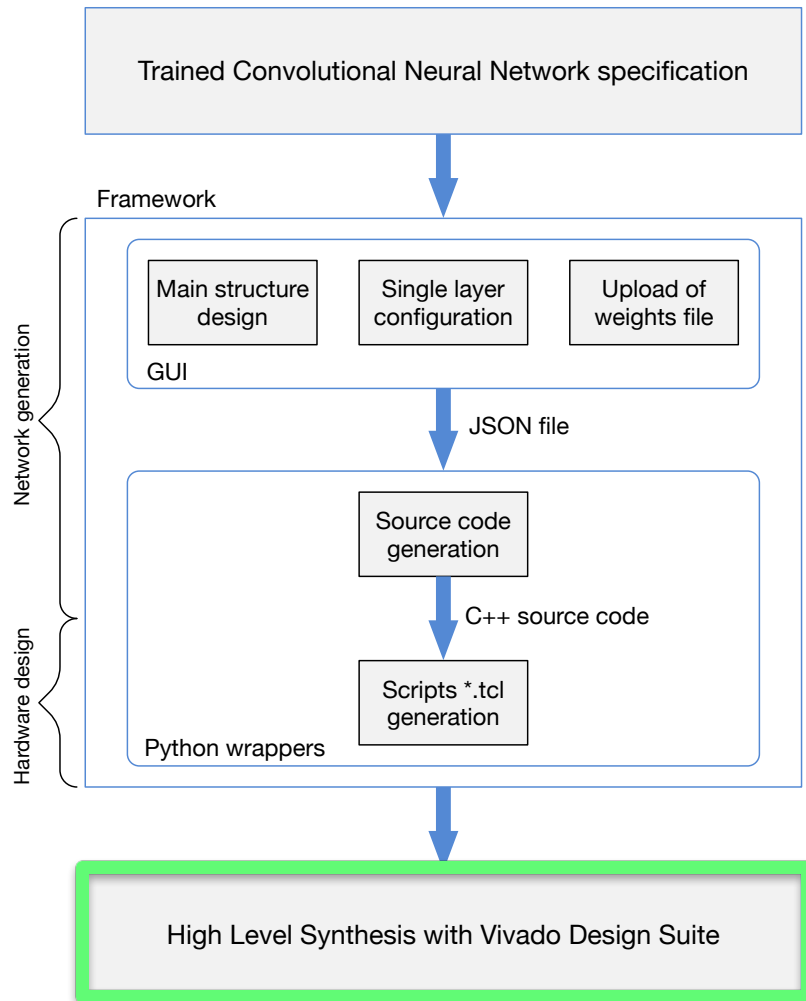 Trained Convolutional Neural Network specification
Framework
Network generation
Main structure
design
Single layer
configuration
Upload of
weights file
GUI
JSON file
Source code
generation
C++ source code
Hardware design
Scripts *.tcl
generation
Python wrappers
High Level Synthesis with Vivado Design Suite